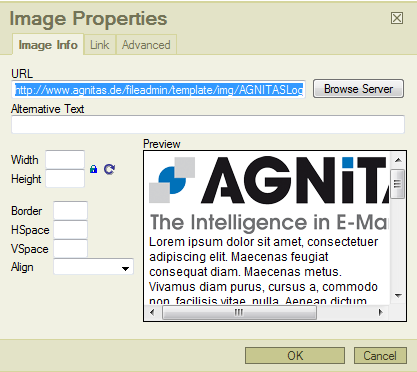 Image Properties
Image Info Link Advanced
URL
http://www.agnitas.de/fileadmin/template/img/AGNITASLog
Browse Server
Alternative Text
Preview
Width
Height
Border
HSpace
VSpace
Align
AGNiTA
The Intelligence in E-Ma
Lorem ipsum dolor sit amet, consectetuer
adipiscing elit. Maecenas feugiat
consequat diam. Maecenas metus.
Vivamus diam purus, cursus a, commodo
non, facilisis vitae, nulla. Aenean dictum
OK Cancel